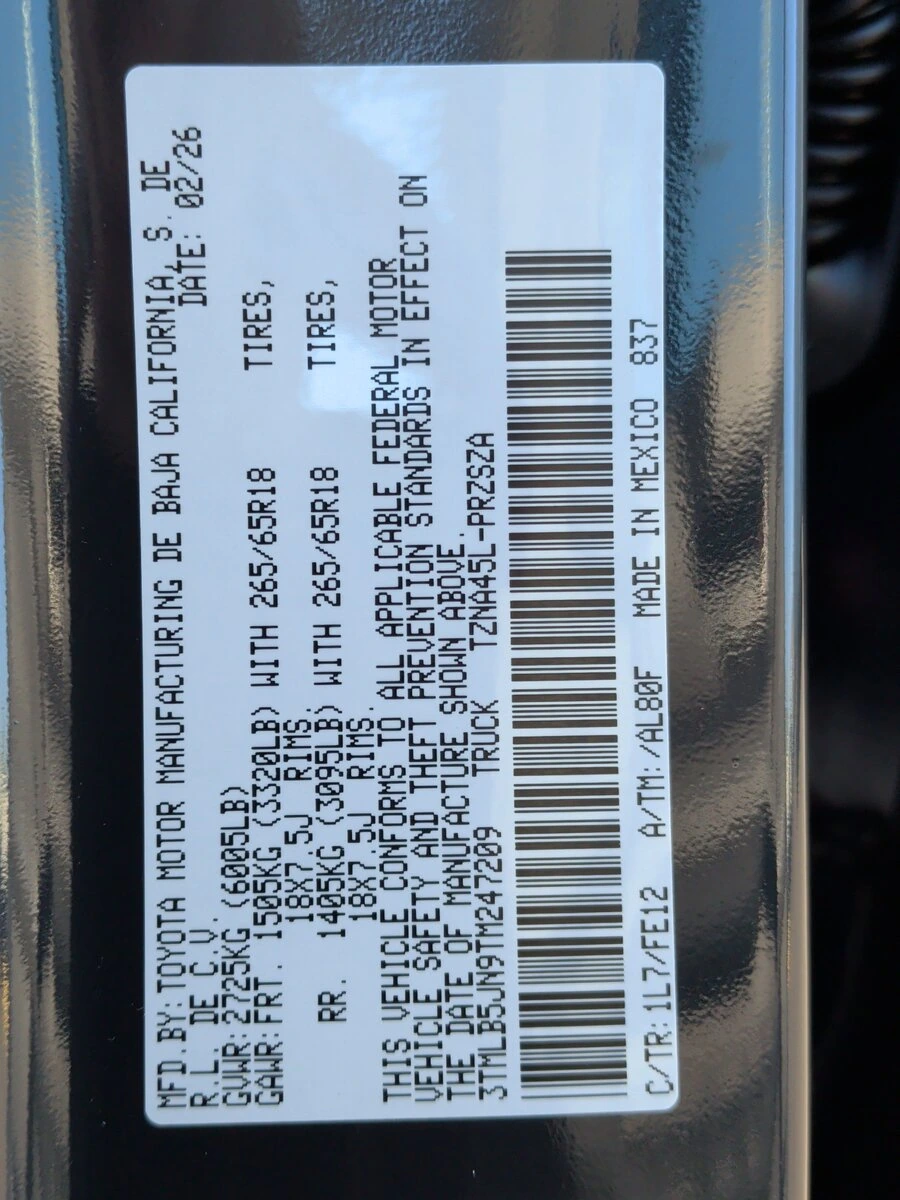 MFD.BY:TOYOTA MOTOR MANUFACTURING DE BAJA CALIFORNIA, S. DE
R.L. DE C.V. DATE: 02/26
GVWR:2725KG (6005LB)
GAWR:FRT. 1505KG (3320LB) WITH 265/65R18 TIRES,
18X7.5J RIMS.
RR. 1405KG (3095LB) WITH 265/65R18 TIRES,
18X7.5J RIMS.
THIS VEHICLE CONFORMS TO ALL APPLICABLE FEDERAL MOTOR
VEHICLE SAFETY AND THEFT PREVENTION STANDARDS IN EFFECT ON
THE DATE OF MANUFACTURE SHOWN ABOVE.
3TMLB5JN9TM247209 TRUCK TZNA45L-PRZSZA
C/TR:1L7/FE12 A/TM:/AL80F MADE IN MEXICO 837